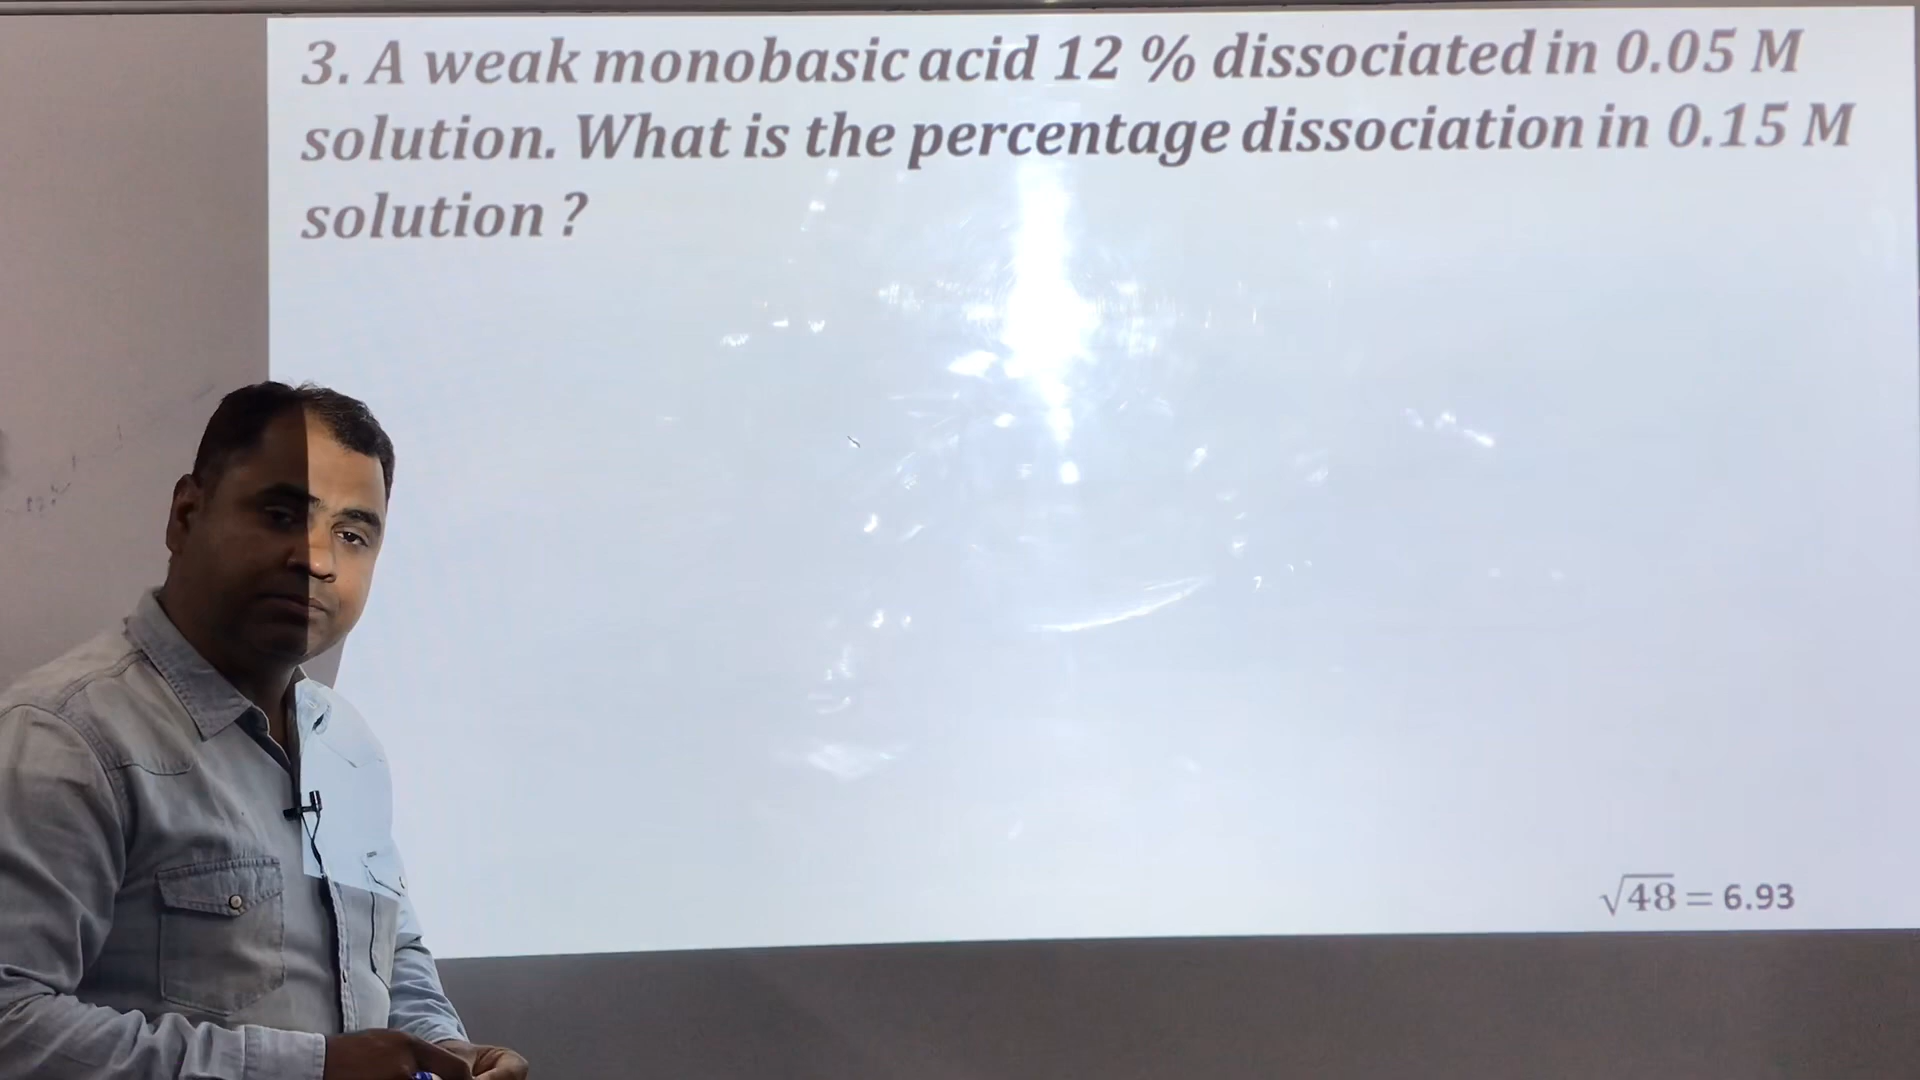 3. A weak monobasic acid 12 % dissociated in 0.05 M
solution. What is the percentage dissociation in 0.15 M
solution ?
√48 = 6.93